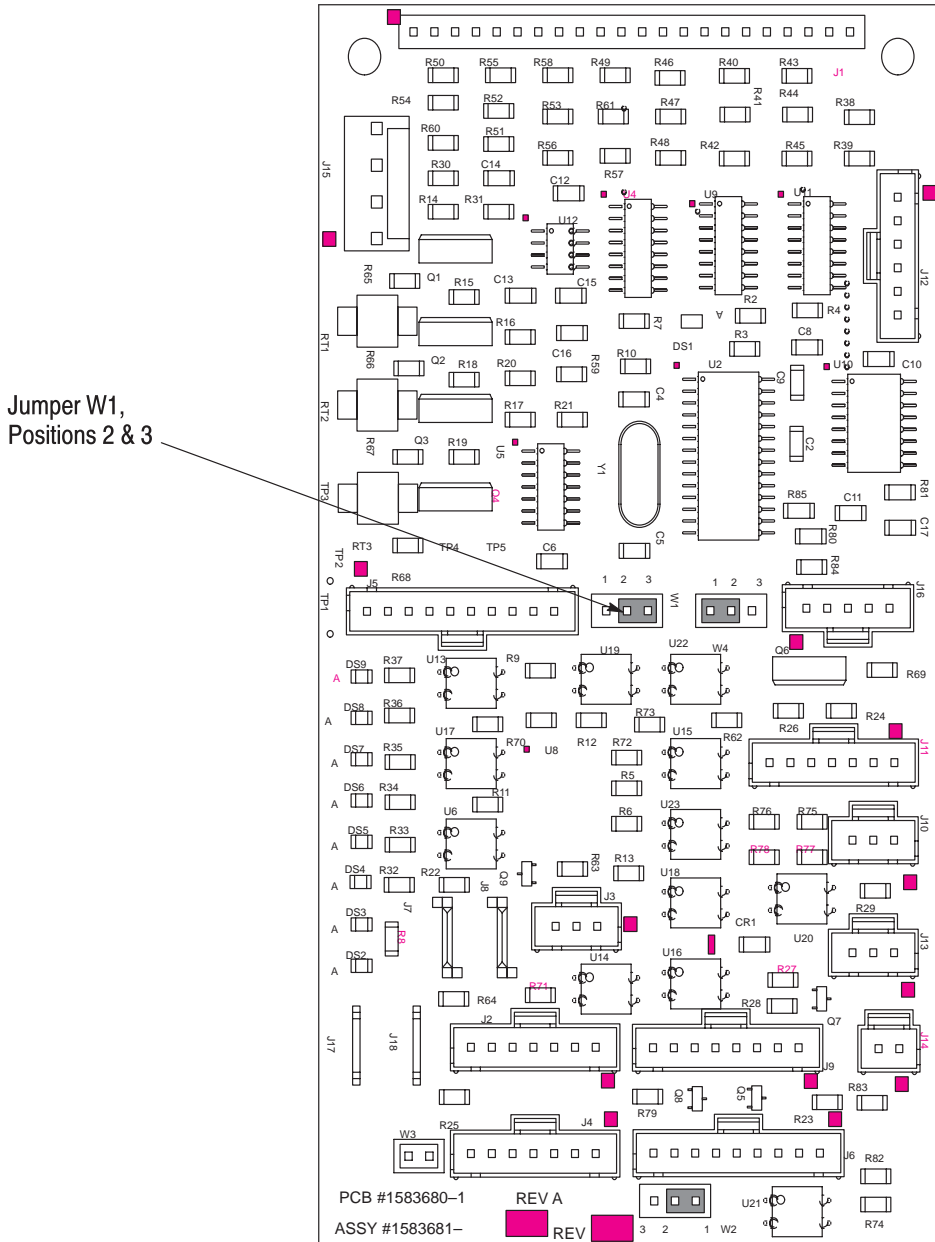 R50 R55 R58 R49 R46 R40 R43
J1
R54 R52 R53 R61 R47 R41 R44 R38
R60 R51 R56 R48 R42 R45 R39
J15
R30 C14 C12 R57
R14 R31 U12 U4 U9 U11
J12
R65 Q1 R15 C13 C15 R7 A R2 R4
RT1 R16 DS1 R3 C8
R66 Q2 R18 R20 C16 R59 R10 U2 C9 U10 C10
Jumper W1,
Positions 2 & 3
RT2 R17 R21 C4
R67 Q3 R19 U5 Y1 C2
TP3 Q4 R85 C11 R81
R80 C17
TP2 RT3 TP4 TP5 C6 C5 R84
TP1 J5 R68 1 2 3 W1 1 2 3 J16
DS9 R37 U13 R9 U19 U22 W4 Q6 R69
A
DS8 R36 R73 R26 R24
A
DS7 R35 U17 R70 U8 R12 R72 U15 R62 J11
A
DS6 R34 R11 R5
A
DS5 R33 U6 R6 U23 R76 R75 J10
A
R78 R77
DS4 R32 R22 J8 Q9 R63 R13 U18
A
J7 J3 R29
DS3 R8 CR1 U20 J13
A
DS2 U14 U16 R27
A
R64 R71 R28 Q7
J17 J18 J2 J9 J14
R25 J4 R79 Q8 Q5 R23 R83
W3 J6 R82
PCB #1583680–1 REV A U21 R74
ASSY #1583681– REV 3 2 1 W2